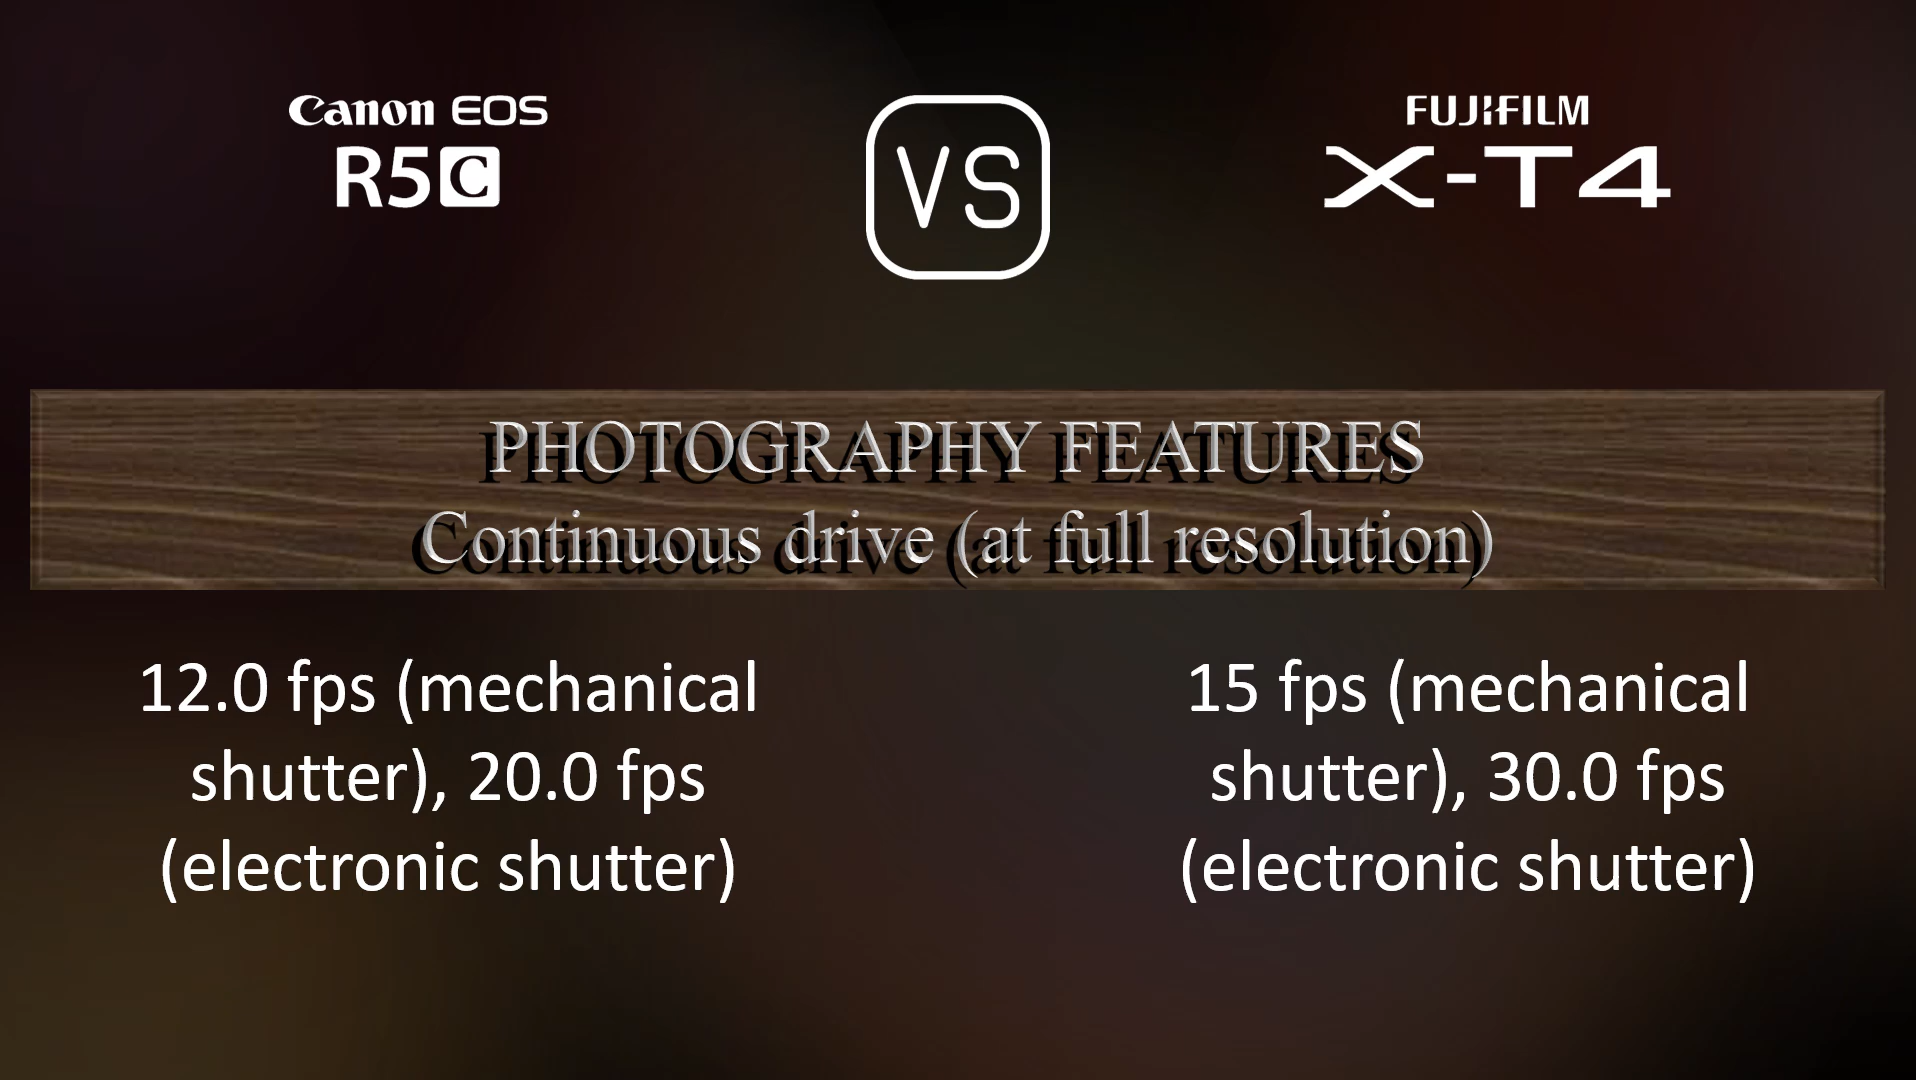 Canon EOS
R5 C
VS
FUJIFILM
X-T4
PHOTOGRAPHY FEATURES
Continuous drive (at full resolution)
12.0 fps (mechanical
shutter), 20.0 fps
(electronic shutter)
15 fps (mechanical
shutter), 30.0 fps
(electronic shutter)